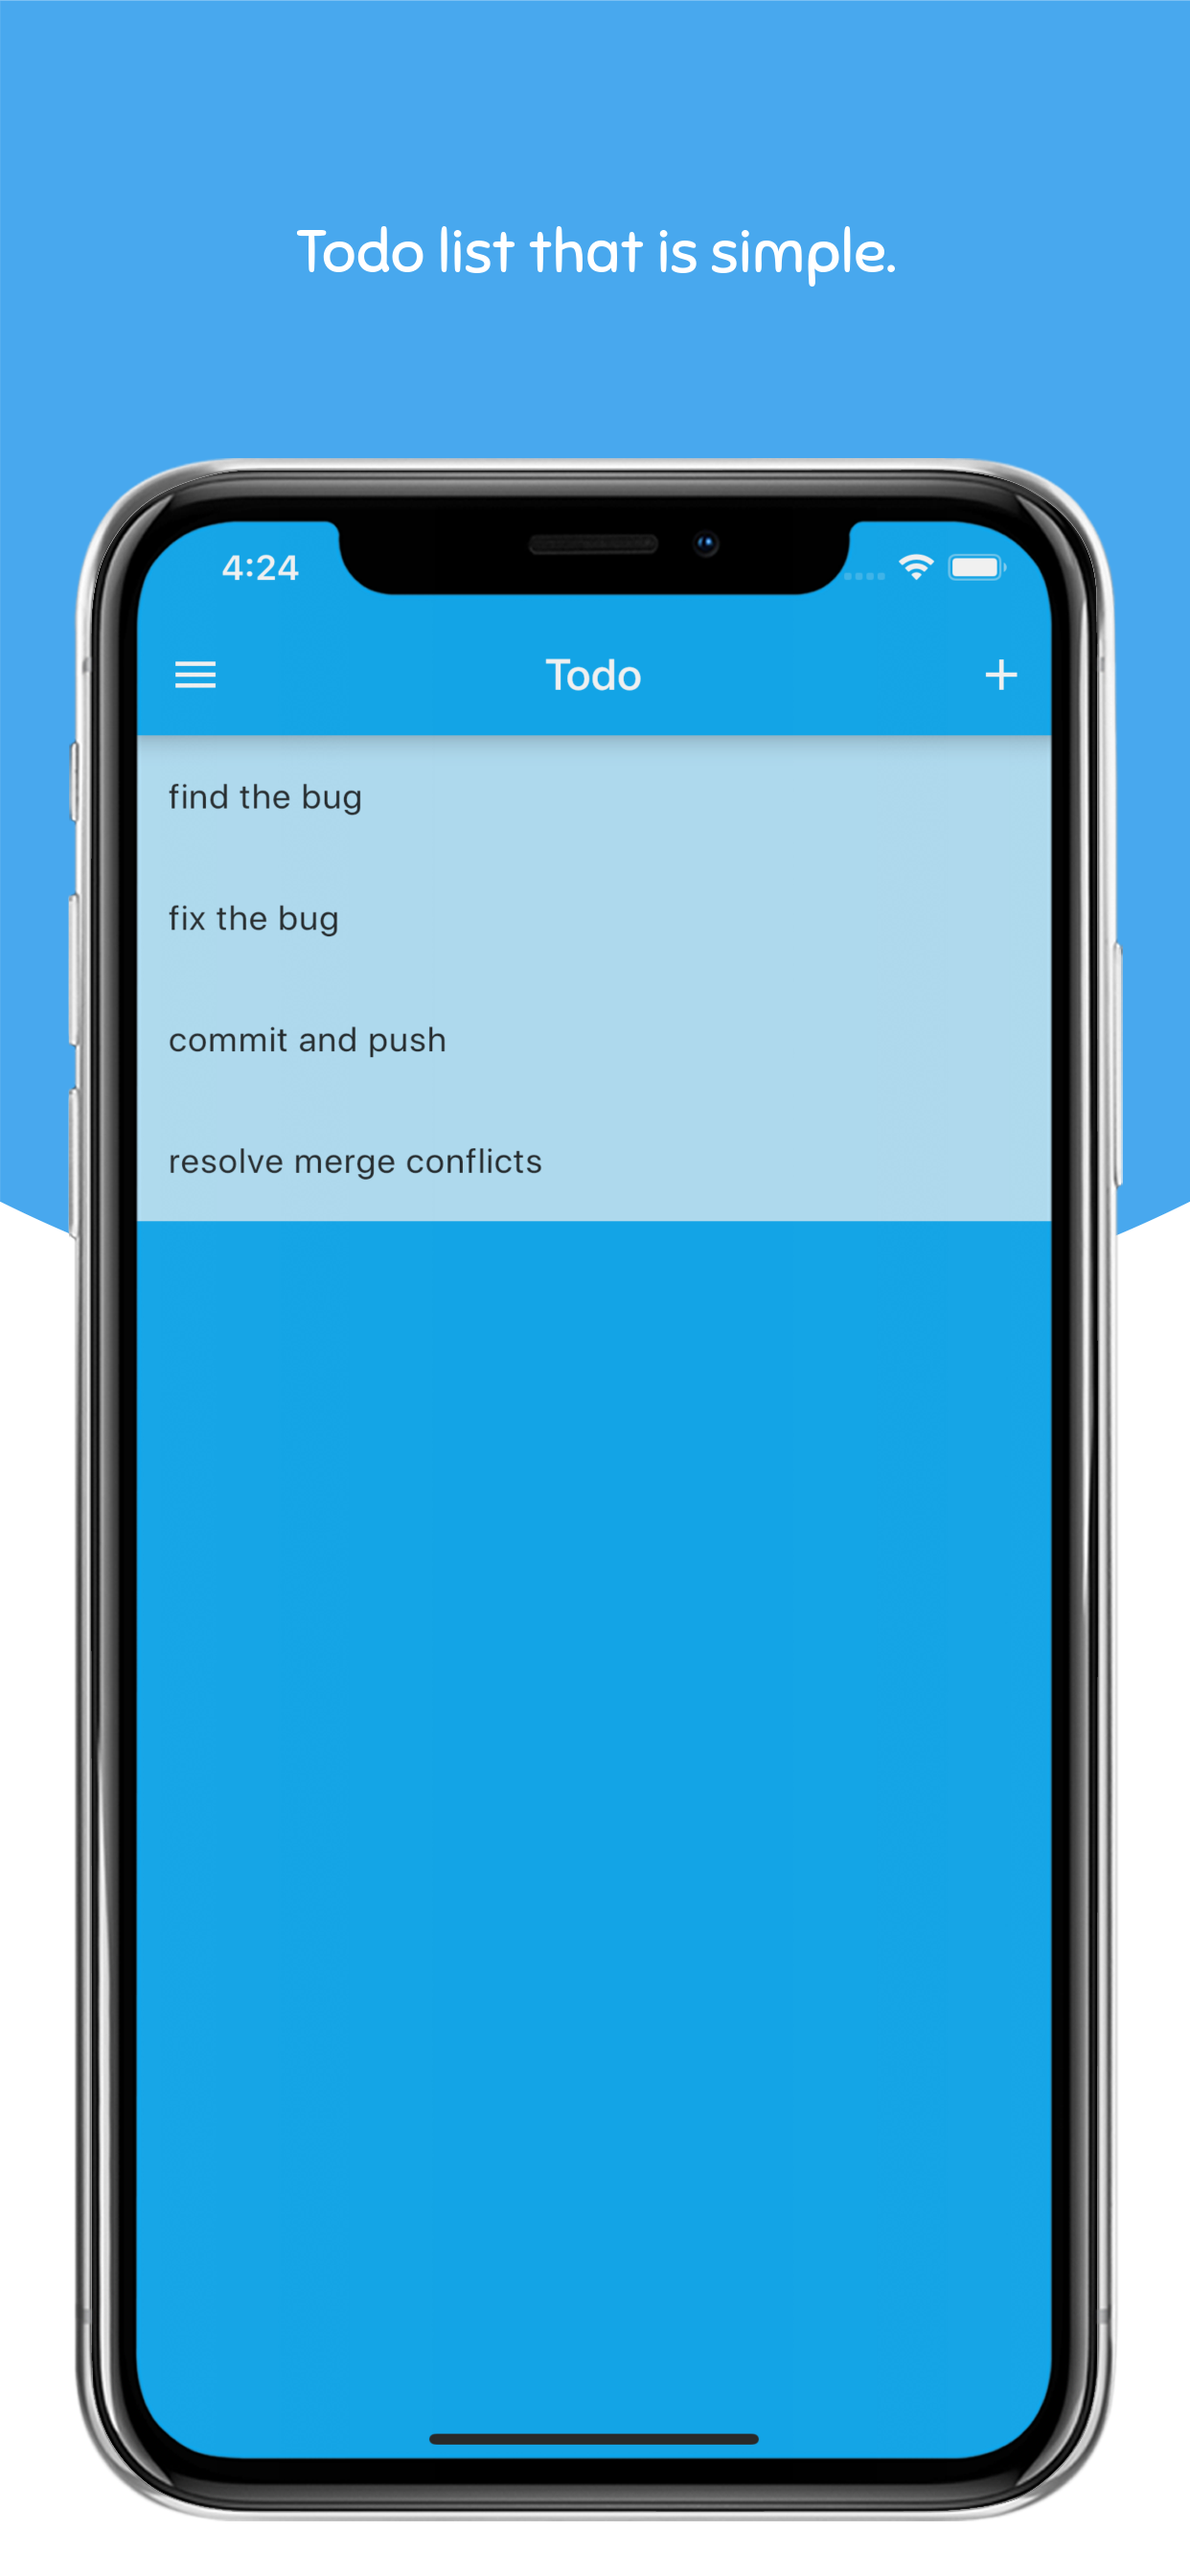 Todo list that is simple.
4:24
Todo
find the bug
fix the bug
commit and push
resolve merge conflicts